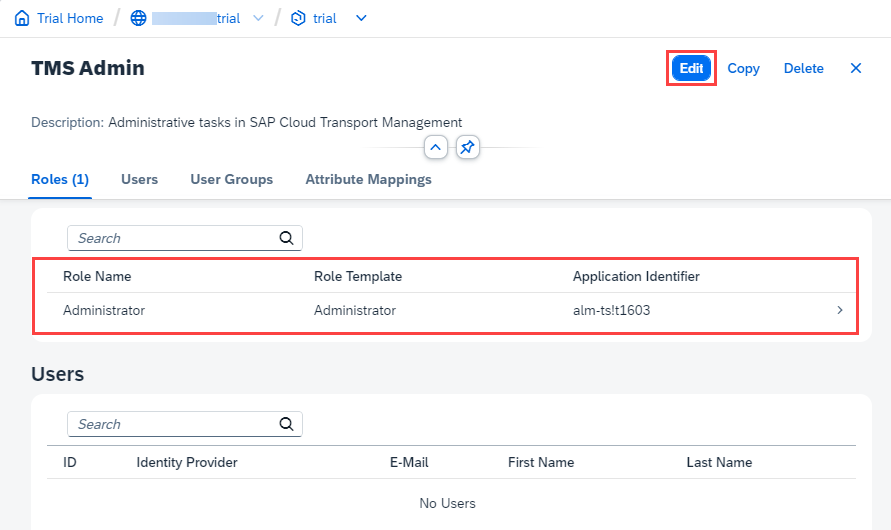 Trial Home / trial / trial
TMS Admin Edit Copy Delete
Description: Administrative tasks in SAP Cloud Transport Management
Roles (1) Users User Groups Attribute Mappings
Search
Role Name Role Template Application Identifier
Administrator Administrator alm-ts!t1603
Users
Search
ID Identity Provider E-Mail First Name Last Name
No Users